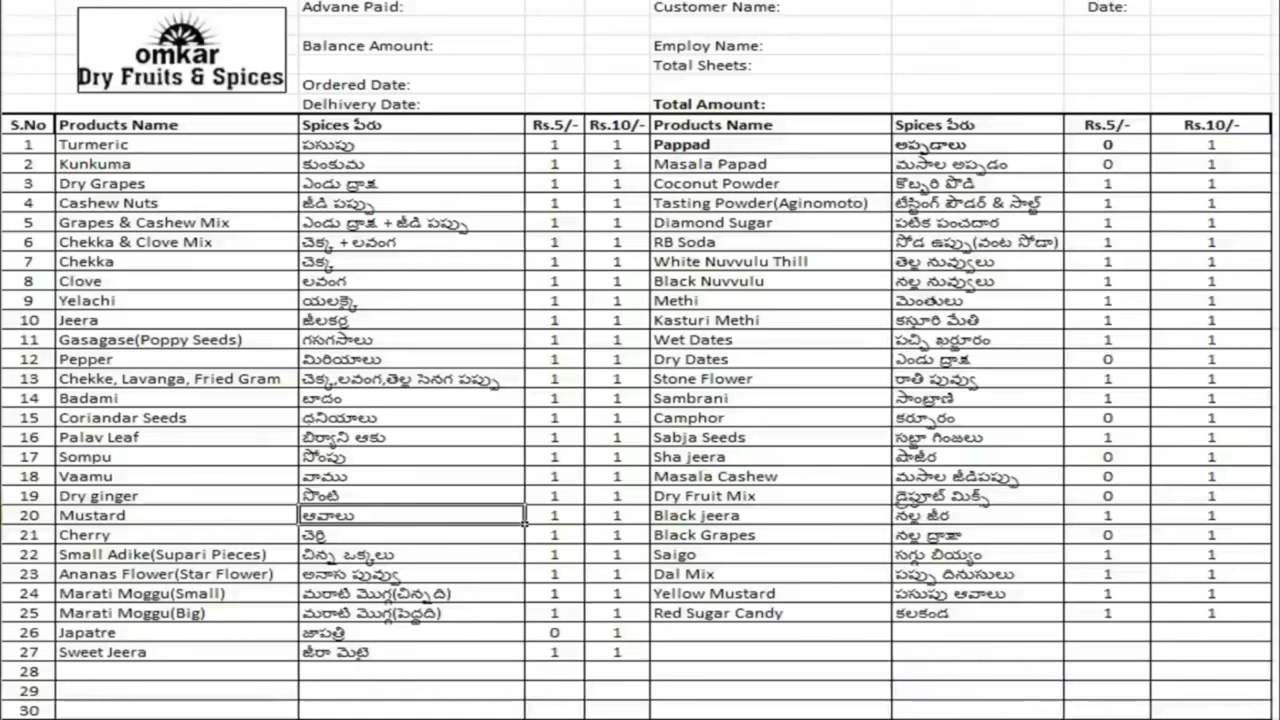 omkar
Dry Fruits & Spices
Advane Paid: Customer Name: Date:
Balance Amount: Employ Name:
Total Sheets:
Ordered Date:
Delhivery Date: Total Amount:
S.No Products Name Spices పేరు Rs.5/- Rs.10/- Products Name Spices పేరు Rs.5/- Rs.10/-
1 Turmeric పసుపు 1 1 Pappad అప్పడాలు 0 1
2 Kunkuma కుంకుమ 1 1 Masala Papad మసాల అప్పడం 0 1
3 Dry Grapes ఎండు ద్రాక్ష 1 1 Coconut Powder కొబ్బరి పొడి 1 1
4 Cashew Nuts జీడి పప్పు 1 1 Tasting Powder(Aginomoto) టేస్టింగ్ పౌడర్ & సాల్ట్ 1 1
5 Grapes & Cashew Mix ఎండు ద్రాక్ష + జీడి పప్పు 1 1 Diamond Sugar పటిక పంచదార 1 1
6 Chekka & Clove Mix చెక్క + లవంగ 1 1 RB Soda సోడ ఉప్పు(వంట సోడా) 1 1
7 Chekka చెక్క 1 1 White Nuvvulu Thill తెల్ల నువ్వులు 1 1
8 Clove లవంగ 1 1 Black Nuvvulu నల్ల నువ్వులు 1 1
9 Yelachi యలక్కై 1 1 Methi మెంతులు 1 1
10 Jeera జీలకర్ర 1 1 Kasturi Methi కస్తూరి మేతి 1 1
11 Gasagase(Poppy Seeds) గసగసాలు 1 1 Wet Dates పచ్చి ఖర్జూరం 1 1
12 Pepper మిరియాలు 1 1 Dry Dates ఎండు ద్రాక్ష 0 1
13 Chekke, Lavanga, Fried Gram చెక్క,లవంగ,తెల్ల సెనగ పప్పు 1 1 Stone Flower రాతి పువ్వు 1 1
14 Badami బాదం 1 1 Sambrani సాంబ్రాణి 1 1
15 Coriandar Seeds ధనియాలు 1 1 Camphor కర్పూరం 0 1
16 Palav Leaf బిర్యాని ఆకు 1 1 Sabja Seeds సబ్జా గింజలు 1 1
17 Sompu సోంపు 1 1 Sha jeera షాజీర 0 1
18 Vaamu వాము 1 1 Masala Cashew మసాల జీడిపప్పు 0 1
19 Dry ginger సొంటి 1 1 Dry Fruit Mix డ్రైఫ్రూట్ మిక్స్ 0 1
20 Mustard ఆవాలు 1 1 Black jeera నల్ల జీర 1 1
21 Cherry చెర్రి 1 1 Black Grapes నల్ల ద్రాక్షా 0 1
22 Small Adike(Supari Pieces) చిన్న ఒక్కలు 1 1 Saigo సగ్గు బియ్యం 1 1
23 Ananas Flower(Star Flower) అనాస పువ్వు 1 1 Dal Mix పప్పు దినుసులు 1 1
24 Marati Moggu(Small) మరాటి మొగ్గ(చిన్నది) 1 1 Yellow Mustard పసుపు ఆవాలు 1 1
25 Marati Moggu(Big) మరాటి మొగ్గ(పెద్దది) 1 1 Red Sugar Candy కలకండ 1 1
26 Japatre జాపత్రి 0 1
27 Sweet Jeera జీరా మెటై 1 1
28
29
30